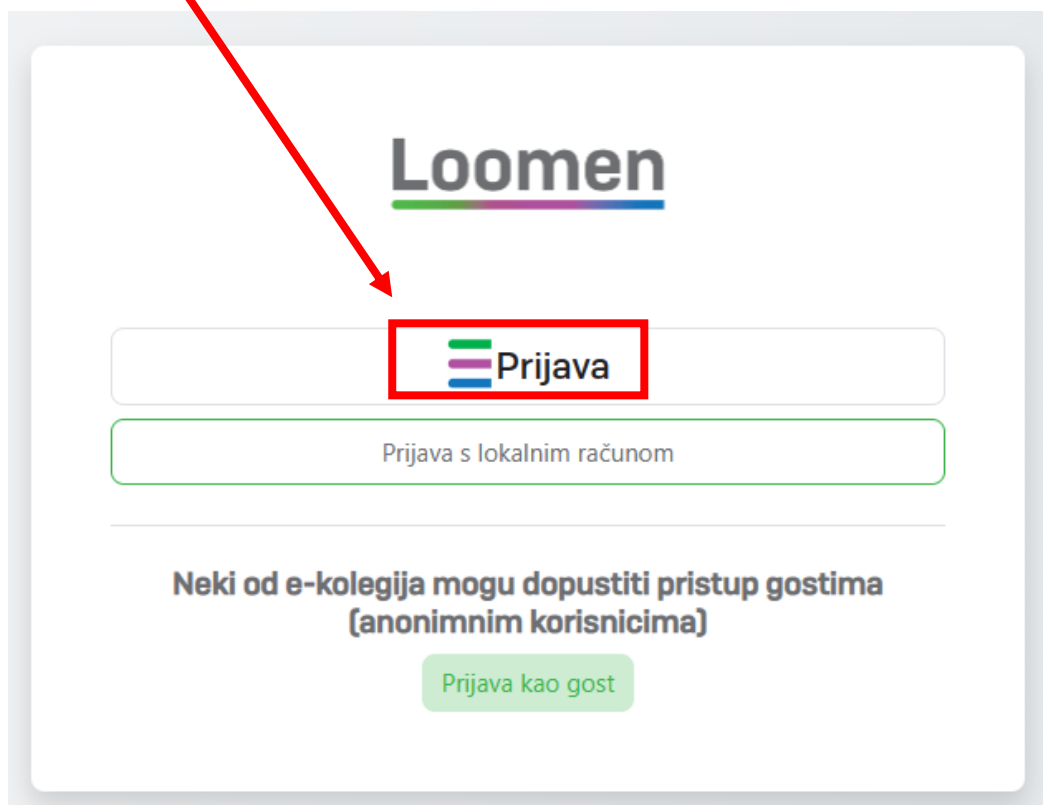 Loomen
Prijava
Prijava s lokalnim računom
Neki od e-kolegija mogu dopustiti pristup gostima
(anonimnim korisnicima)
Prijava kao gost